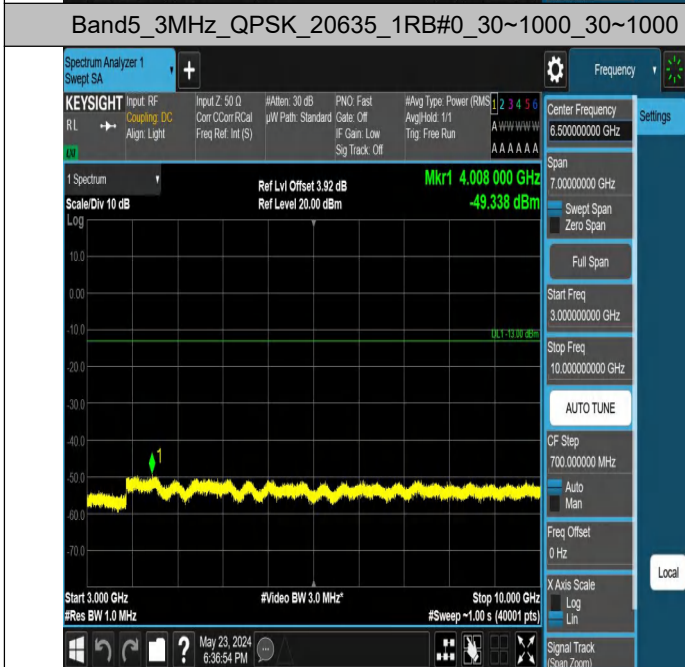 Band5_3MHz_QPSK_20635_1RB#0_30~1000_30~1000
Spectrum Analyzer 1
Swept SA
Frequency
KEYSIGHT
RL
Input: RF
Coupling: DC
Align: Light
Input Z: 50 Ω
Corr CCorr RCal
Freq Ref: Int (S)
#Atten: 30 dB
µW Path: Standard
PNO: Fast
Gate: Off
IF Gain: Low
Sig Track: Off
#Avg Type: Power (RMS)
Avg|Hold: 1/1
Trig: Free Run
1 2 3 4 5 6
A W W W W W
A A A A A A
1 Spectrum
Scale/Div 10 dB
Ref Lvl Offset 3.92 dB
Ref Level 20.00 dBm
Mkr1 4.008 000 GHz
-49.338 dBm
Log
10.0
0.00
-10.0
DL1 -13.00 dBm
-20.0
-30.0
-40.0
1
-50.0
-60.0
-70.0
Start 3.000 GHz
#Video BW 3.0 MHz*
Stop 10.000 GHz
#Res BW 1.0 MHz
#Sweep ~1.00 s (40001 pts)
May 23, 2024
6:36:54 PM
Center Frequency
6.500000000 GHz
Settings
Span
7.00000000 GHz
Swept Span
Zero Span
Full Span
Start Freq
3.000000000 GHz
Stop Freq
10.000000000 GHz
AUTO TUNE
CF Step
700.000000 MHz
Auto
Man
Freq Offset
0 Hz
X Axis Scale
Log
Lin
Local
Signal Track
(Span Zoom)